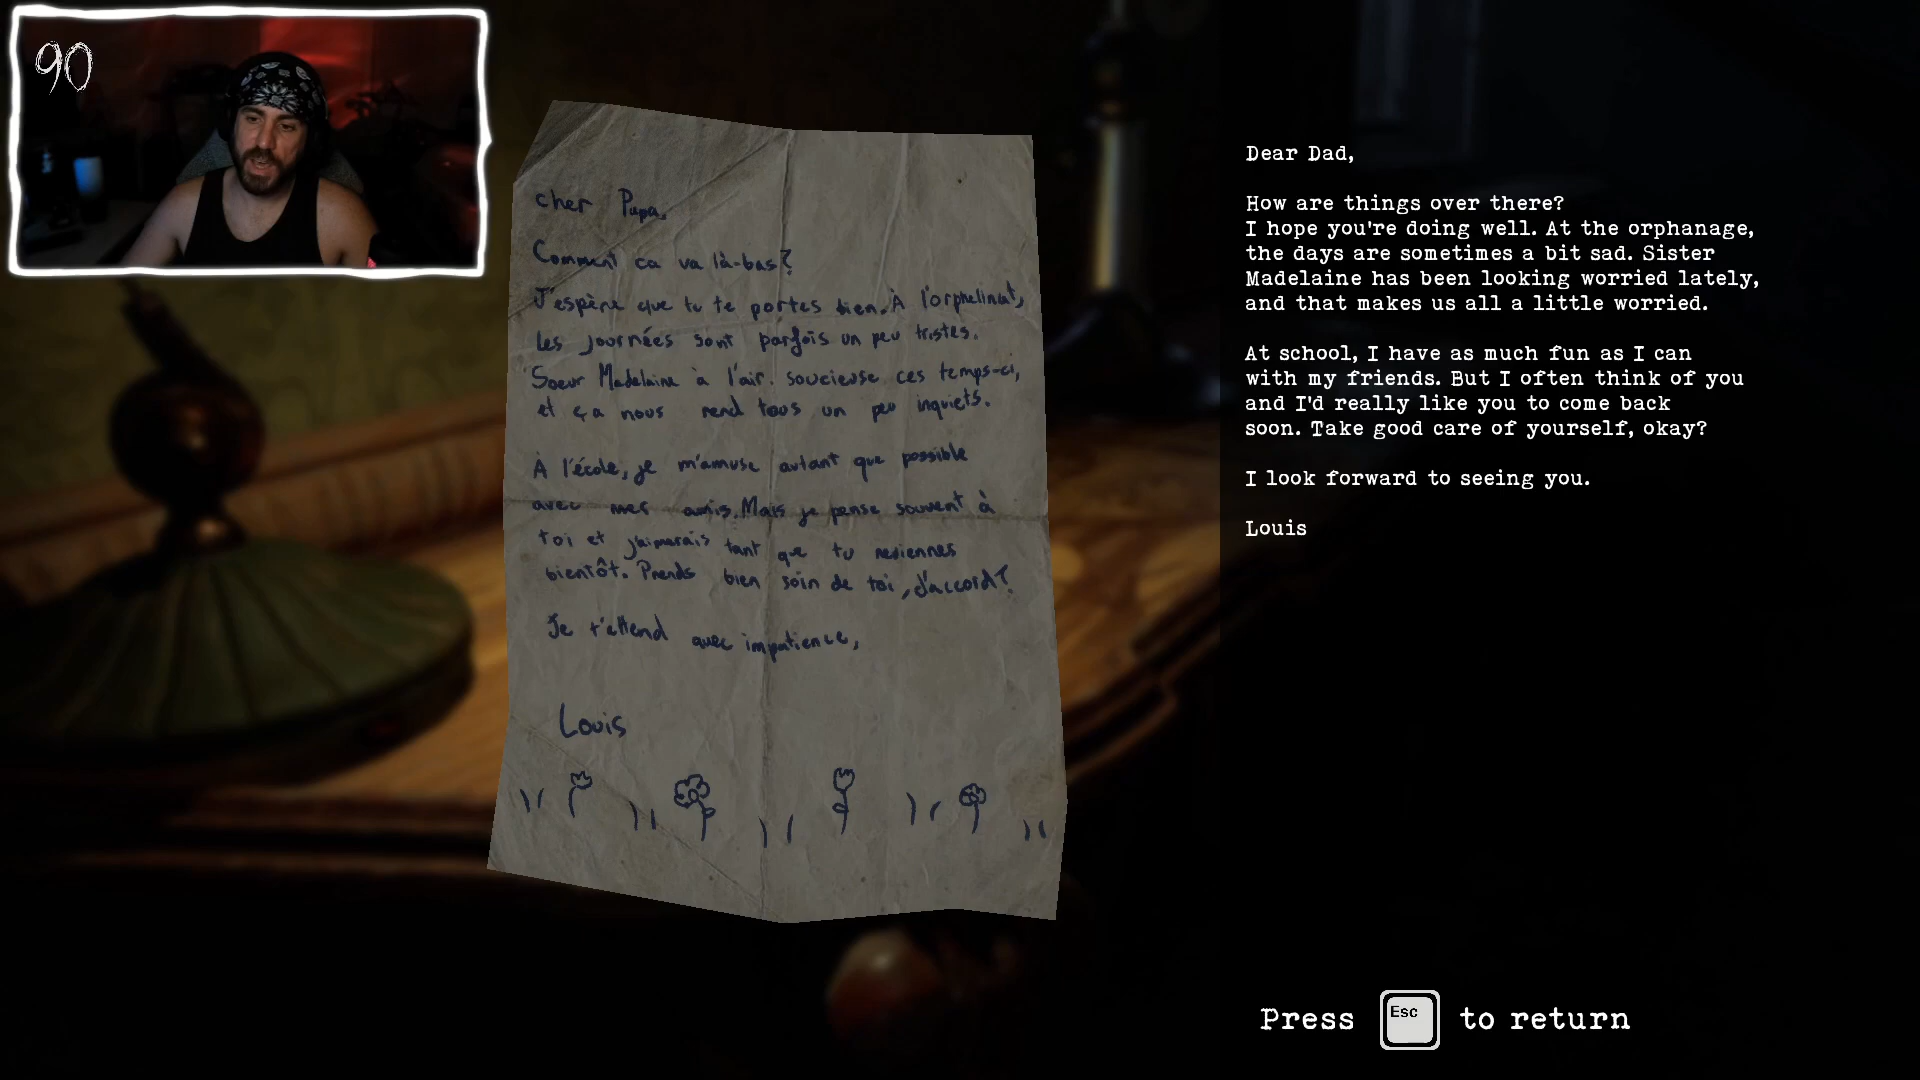 90
cher Papa,
Comment ca va là-bas?
J'espère que tu te portes bien. À l'orphelinat,
les journées sont parfois un peu tristes.
Soeur Madelaine à l'air soucieuse ces temps-ci,
et ça nous rend tous un peu inquiets.
À l'école, je m'amuse autant que possible
avec mes amis. Mais je pense souvent à
toi et j'aimerais tant que tu reviennes
bientôt. Prends bien soin de toi, d'accord?
Je t'attend avec impatience,
Louis
Dear Dad,
How are things over there?
I hope you're doing well. At the orphanage,
the days are sometimes a bit sad. Sister
Madelaine has been looking worried lately,
and that makes us all a little worried.
At school, I have as much fun as I can
with my friends. But I often think of you
and I'd really like you to come back
soon. Take good care of yourself, okay?
I look forward to seeing you.
Louis
Press Esc to return